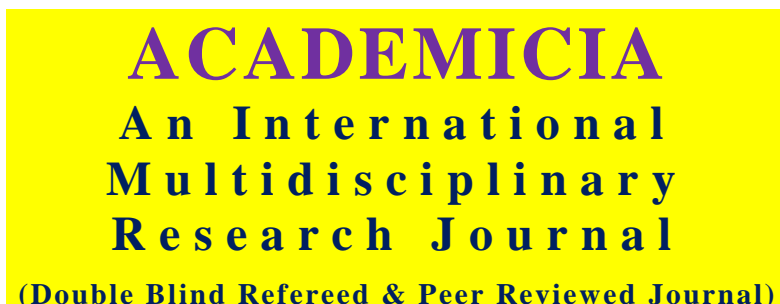 ACADEMICIA
An International
Multidisciplinary
Research Journal
(Double Blind Refereed & Peer Reviewed Journal)